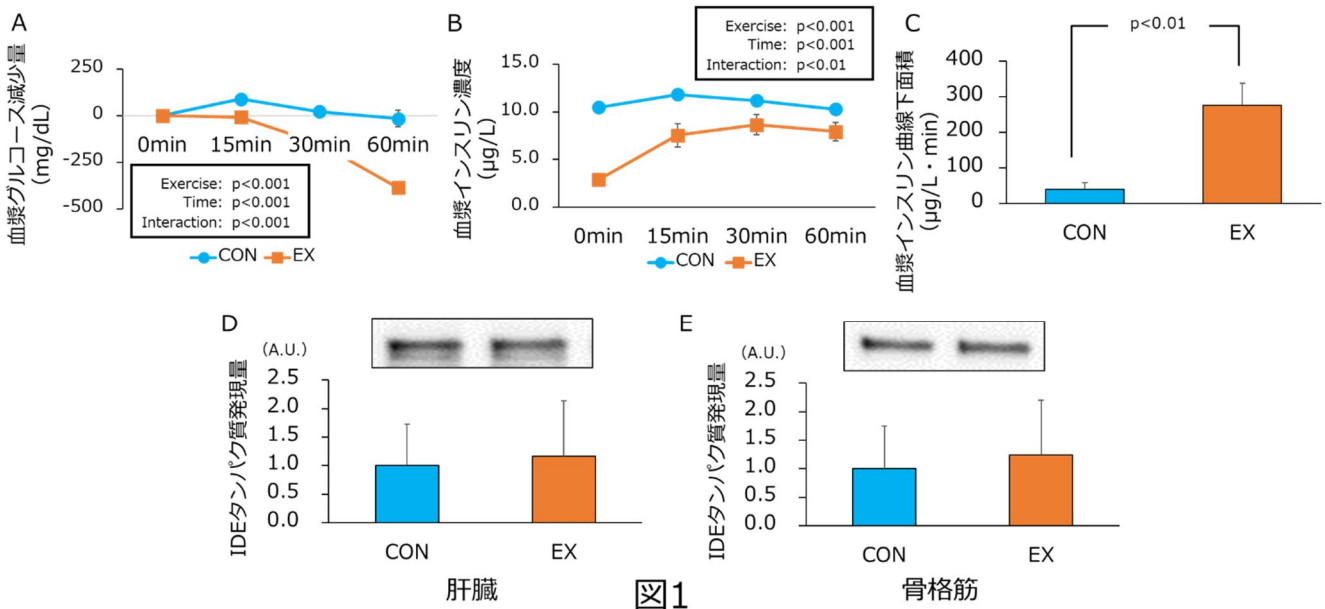 A
血漿グルコース減少量
(mg/dL)
250
0
-250
-500
0min 15min 30min 60min
Exercise: p<0.001
Time: p<0.001
Interaction: p<0.001
CON EX
B
血漿インスリン濃度
(μg/L)
15.0
10.0
5.0
0.0
Exercise: p<0.001
Time: p<0.001
Interaction: p<0.01
0min 15min 30min 60min
CON EX
C
血漿インスリン曲線下面積
(μg/L・min)
p<0.01
400
300
200
100
0
CON EX
D
IDEタンパク質発現量
(A.U.)
2.5
2.0
1.5
1.0
0.5
0.0
CON EX
肝臓
E
IDEタンパク質発現量
(A.U.)
2.5
2.0
1.5
1.0
0.5
0.0
CON EX
骨格筋
図1